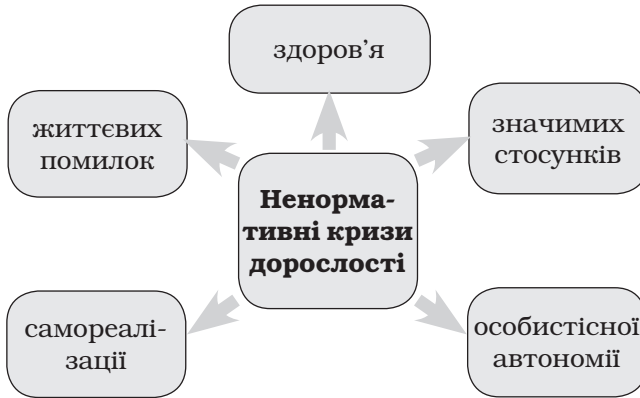 здоров’я
життєвих
помилок
значимих
стосунків
Ненорма-
тивні кризи
дорослості
самореалі-
зації
особистісної
автономії